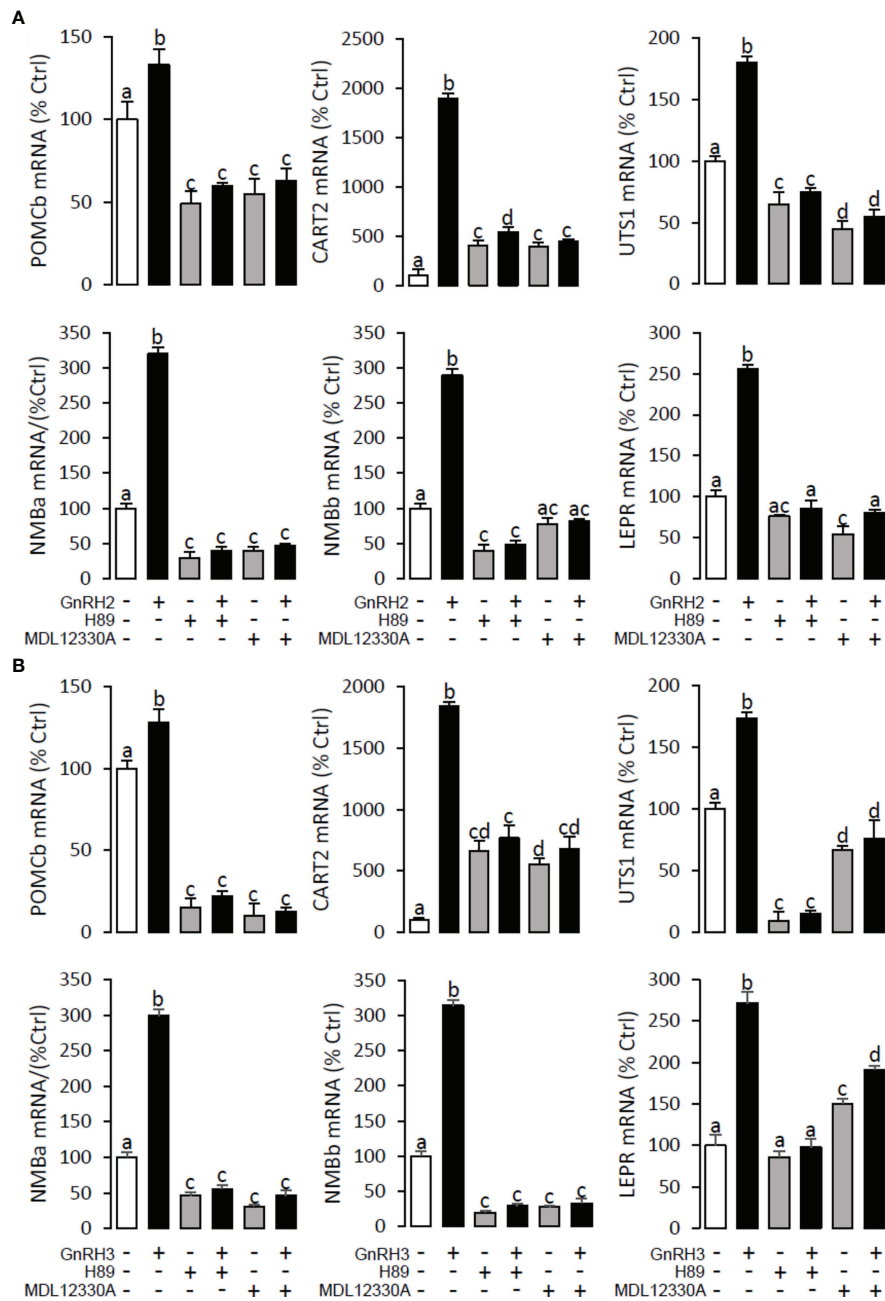 A
POMCb mRNA (% Ctrl)
150
100
50
0
a b c c c c
CART2 mRNA (% Ctrl)
2500
2000
1500
1000
500
0
a b c d c c
UTS1 mRNA (% Ctrl)
200
150
100
50
0
a b c c d d
NMBa mRNA/(%Ctrl)
350
300
250
200
150
100
50
0
a b c c c c
NMBb mRNA (% Ctrl)
350
300
250
200
150
100
50
0
a b c c ac ac
LEPR mRNA (% Ctrl)
300
250
200
150
100
50
0
a b ac a c a
GnRH2 - + - + - + - + - + - + - + - + - +
H89 - - + + - - - - + + - - - - + + - -
MDL12330A - - - - + + - - - - + + - - - - + +
B
POMCb mRNA (% Ctrl)
150
100
50
0
a b c c c c
CART2 mRNA (% Ctrl)
2000
1500
1000
500
0
a b cd c d cd
UTS1 mRNA (% Ctrl)
200
150
100
50
0
a b c c d d
NMBa mRNA/(%Ctrl)
350
300
250
200
150
100
50
0
a b c c c c
NMBb mRNA (% Ctrl)
350
300
250
200
150
100
50
0
a b c c c c
LEPR mRNA (% Ctrl)
300
250
200
150
100
50
0
a b a a c d
GnRH3 - + - + - + - + - + - + - + - + - +
H89 - - + + - - - - + + - - - - + + - -
MDL12330A - - - - + + - - - - + + - - - - + +